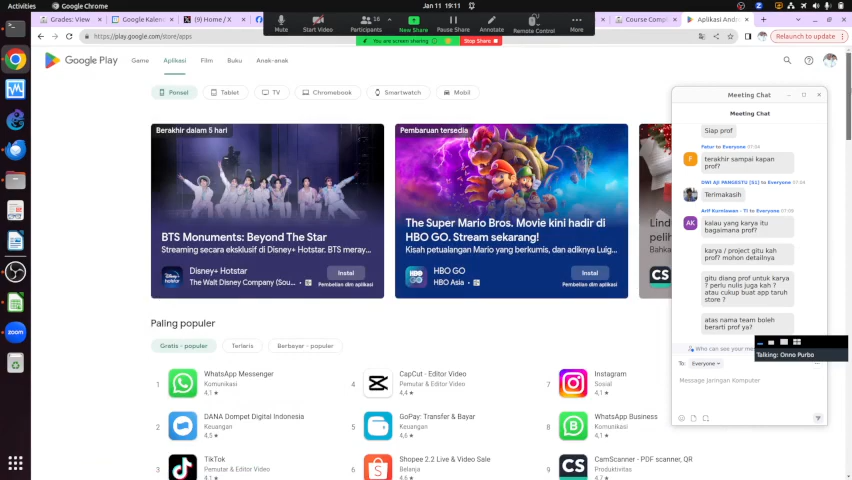 Activities
Google Chrome
Jan 11 19:11
Grades: View
Google Kalen
(9) Home / X
Course Compl
Aplikasi Andr
Mute
Start Video
Participants
16
New Share
Pause Share
Annotate
Remote Control
More
You are screen sharing
Stop Share
https://play.google.com/store/apps
Relaunch to update
Google Play
Game
Aplikasi
Film
Buku
Anak-anak
Ponsel
Tablet
TV
Chromebook
Smartwatch
Mobil
Berakhir dalam 5 hari
BTS Monuments: Beyond The Star
Streaming secara eksklusif di Disney+ Hotstar. BTS meray...
Disney+ Hotstar
The Walt Disney (Sou...
Instal
Pembelian dlm aplikasi
Pembaruan tersedia
The Super Mario Bros. Movie kini hadir di
HBO GO. Stream sekarang!
Kisah petualangan Mario yang berkumis, dan adiknya Luig...
HBO GO
HBO Asia
Instal
Pembelian dlm aplikasi
Lind
pelih
Paling populer
Gratis - populer
Terlaris
Berbayar - populer
1
WhatsApp Messenger
Komunikasi
4,1
2
DANA Dompet Digital Indonesia
Keuangan
4,5
3
TikTok
Pemutar & Editor Video
4
CapCut - Editor Video
Pemutar & Editor Video
4,4
5
GoPay: Transfer & Bayar
Keuangan
4,6
6
Shopee 2.2 Live & Video Sale
Belanja
7
Instagram
Sosial
4,1
8
WhatsApp Business
Komunikasi
4,1
9
CS
CamScanner - PDF scanner, QR
Produktivitas
Meeting Chat
Meeting Chat
Siap prof
Fatur to Everyone 07:04
F
terakhir sampai kapan
prof?
DWI AJI PANGESTU [S1] to Everyone 07:04
Terimakasih
Arif Kurniawan - TI to Everyone 07:09
AK
kalau yang karya itu
bagaimana prof?
karya / project gitu kah
prof? mohon detailnya
gitu diang prof untuk karya
? perlu nulis juga kah ?
atau cukup buat app taruh
store ?
atas nama team boleh
berarti prof ya?
Who can see your mes
Talking: Onno Purbo
To:
Everyone
Message Jaringan Komputer